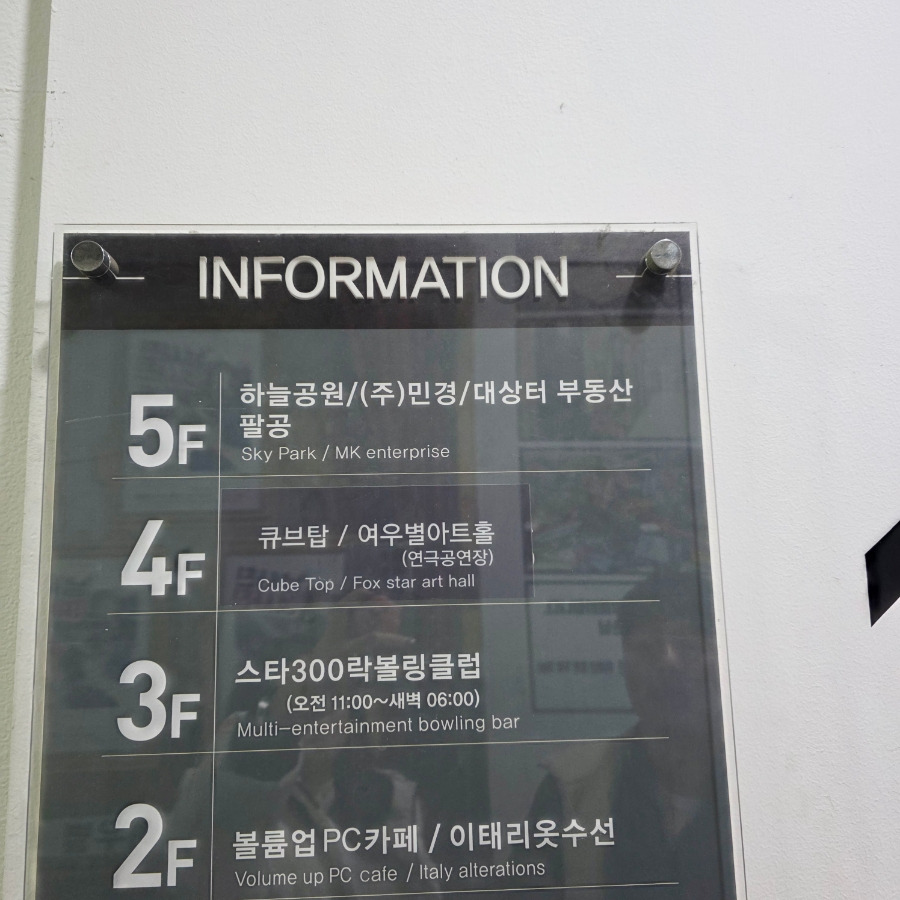 INFORMATION
5F
하늘공원/(주)민경/대상터 부동산
팔공
Sky Park / MK enterprise
4F
큐브탑 / 여우별아트홀
(연극공연장)
Cube Top / Fox star art hall
3F
스타300락볼링클럽
(오전 11:00~새벽 06:00)
Multi-entertainment bowling bar
2F
볼륨업 PC카페 / 이태리옷수선
Volume up PC cafe / Italy alterations